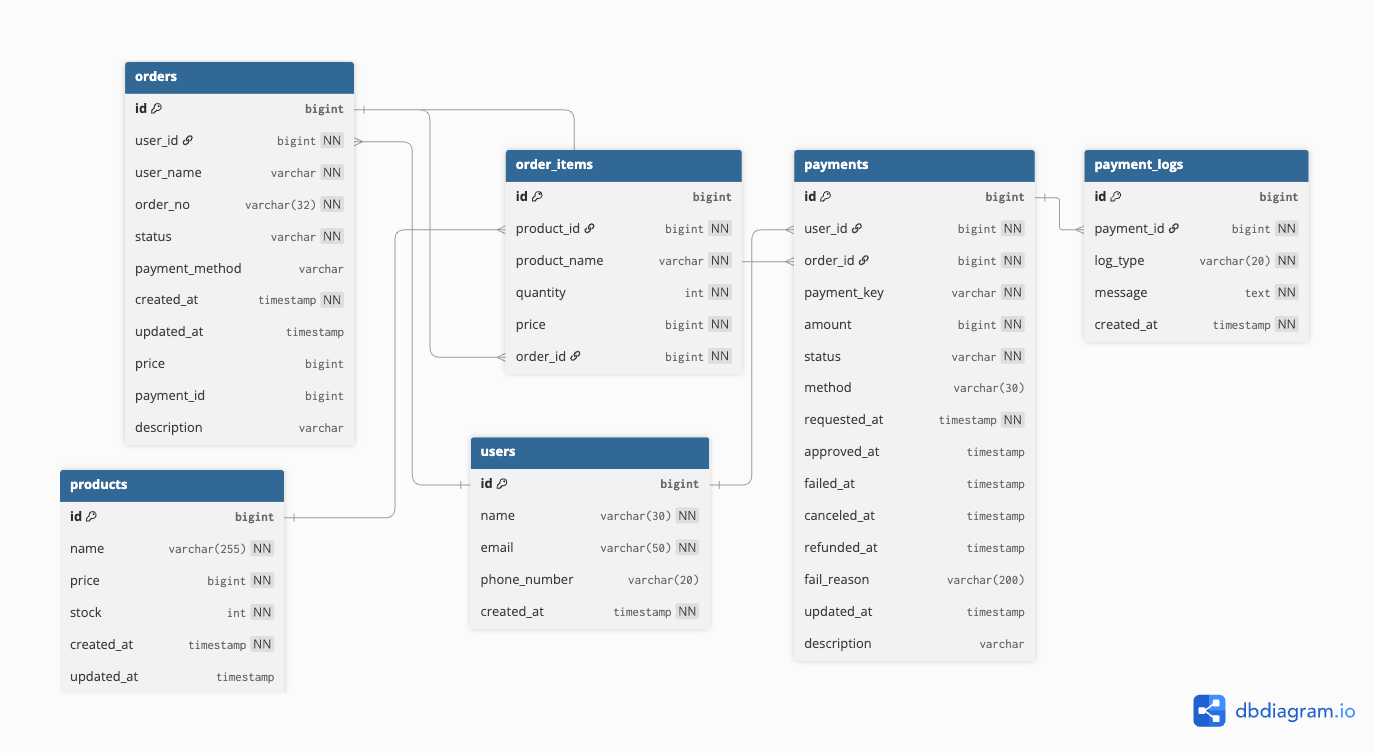 orders
id bigint
user_id bigint NN
user_name varchar NN
order_no varchar(32) NN
status varchar NN
payment_method varchar
created_at timestamp NN
updated_at timestamp
price bigint
payment_id bigint
description varchar
products
id bigint
name varchar(255) NN
price bigint NN
stock int NN
created_at timestamp NN
updated_at timestamp
order_items
id bigint
product_id bigint NN
product_name varchar NN
quantity int NN
price bigint NN
order_id bigint NN
users
id bigint
name varchar(30) NN
email varchar(50) NN
phone_number varchar(20)
created_at timestamp NN
payments
id bigint
user_id bigint NN
order_id bigint NN
payment_key varchar NN
amount bigint NN
status varchar NN
method varchar(30)
requested_at timestamp NN
approved_at timestamp
failed_at timestamp
canceled_at timestamp
refunded_at timestamp
fail_reason varchar(200)
updated_at timestamp
description varchar
payment_logs
id bigint
payment_id bigint NN
log_type varchar(20) NN
message text NN
created_at timestamp NN
dbdiagram.io